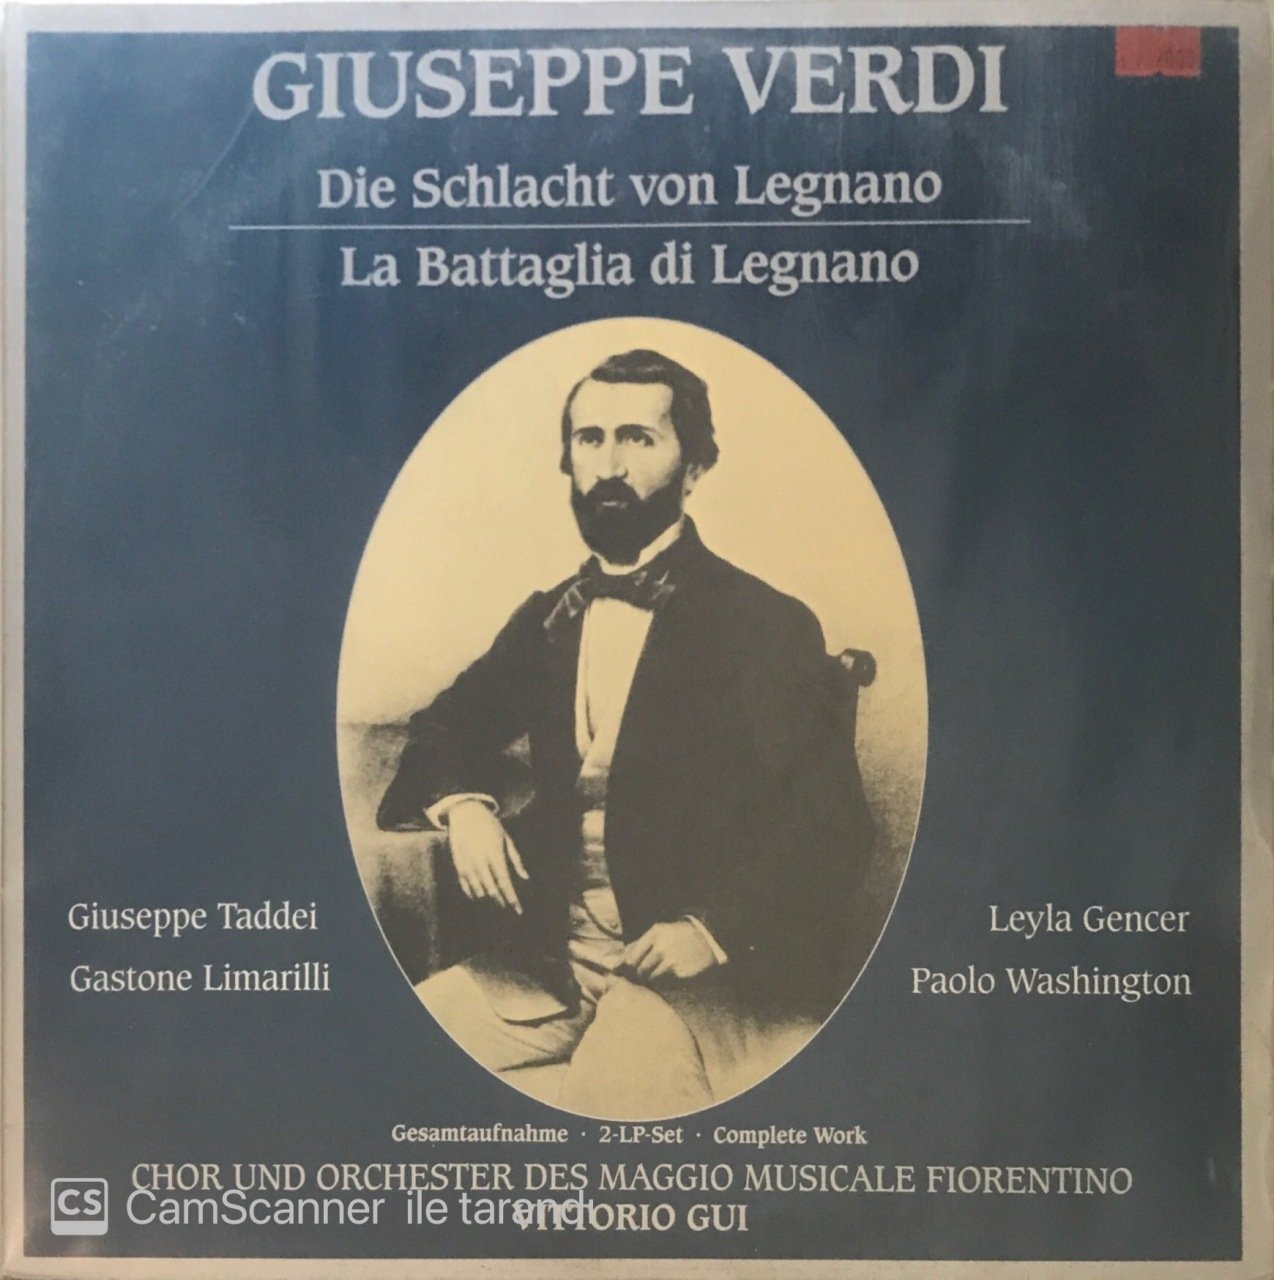 GIUSEPPE VERDI
Die Schlacht von Legnano
La Battaglia di Legnano
Giuseppe Taddei
Gastone Limarilli
Leyla Gencer
Paolo Washington
Gesamtaufnahme · 2-LP-Set · Complete Work
CHOR UND ORCHESTER DES MAGGIO MUSICALE FIORENTINO
VITTORIO GUI
CS CamScanner ile tarandı